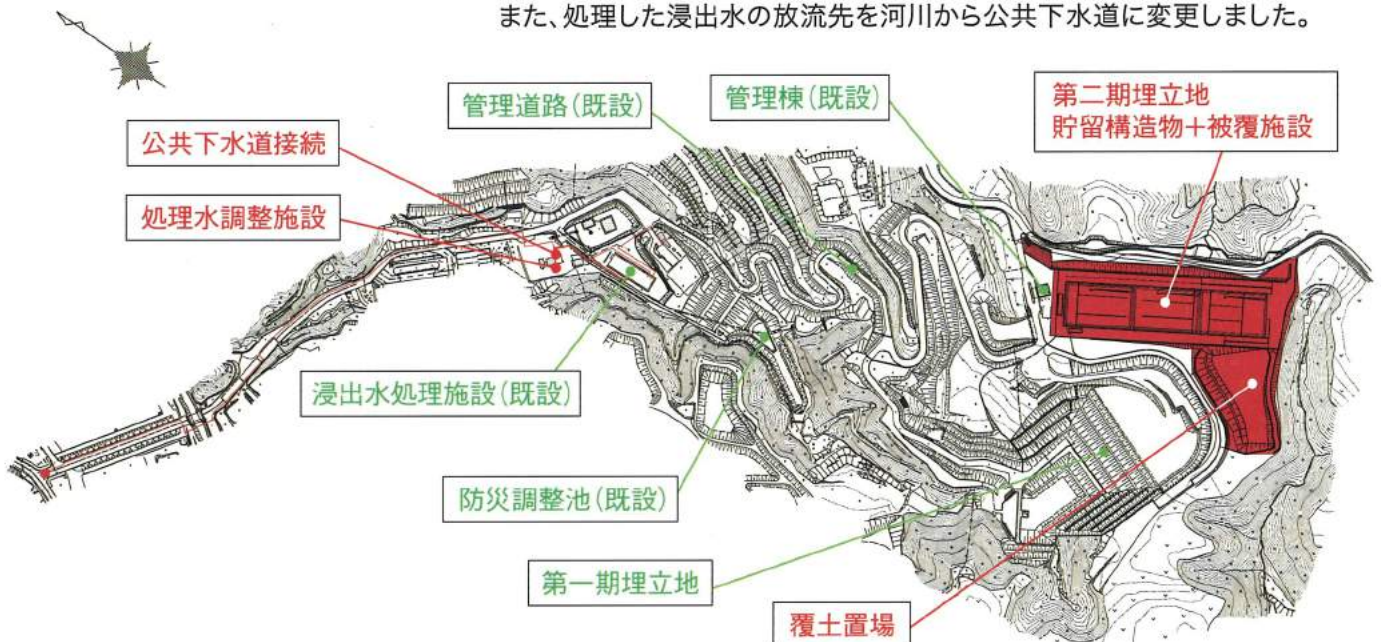 また、処理した浸出水の放流先を河川から公共下水道に変更しました。
管理道路(既設)
管理棟(既設)
第二期埋立地
貯留構造物+被覆施設
公共下水道接続
処理水調整施設
浸出水処理施設(既設)
防災調整池(既設)
第一期埋立地
覆土置場